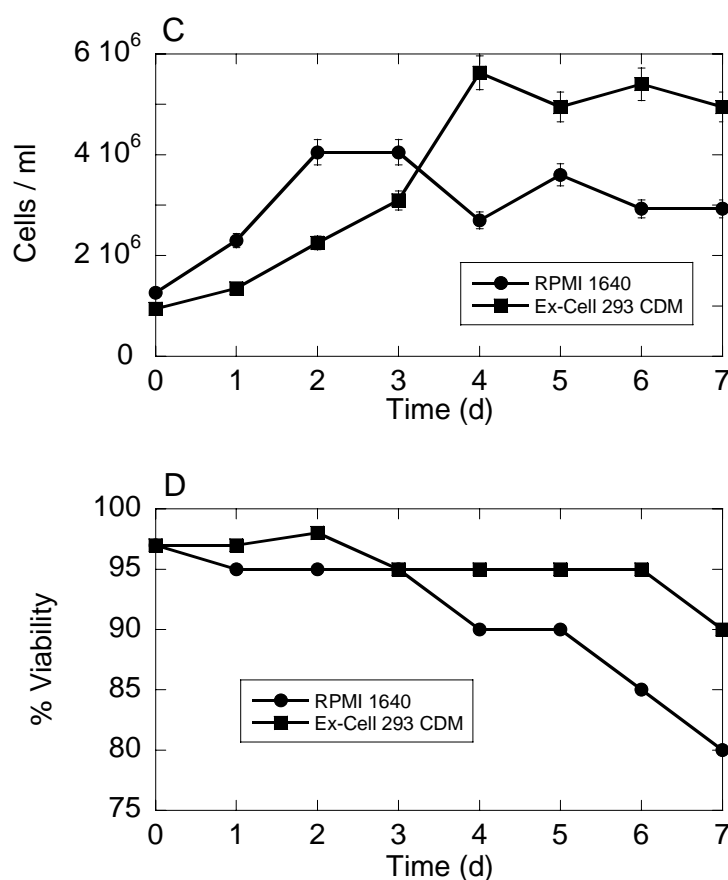 C
6 10⁶
4 10⁶
2 10⁶
0
Cells / ml
RPMI 1640
Ex-Cell 293 CDM
0 1 2 3 4 5 6 7
Time (d)
D
100
95
90
85
80
75
% Viability
RPMI 1640
Ex-Cell 293 CDM
0 1 2 3 4 5 6 7
Time (d)